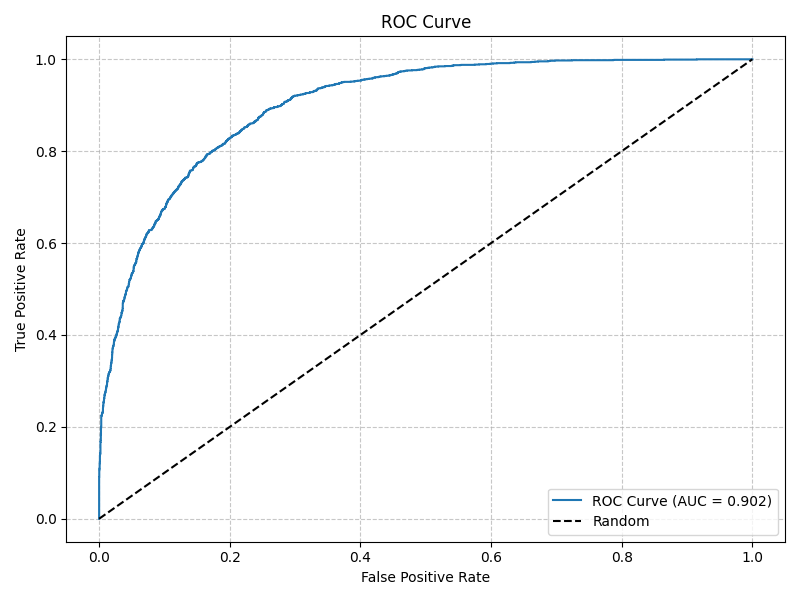 ROC Curve
True Positive Rate
1.0
0.8
0.6
0.4
0.2
0.0
0.0 0.2 0.4 0.6 0.8 1.0
False Positive Rate
ROC Curve (AUC = 0.902)
Random